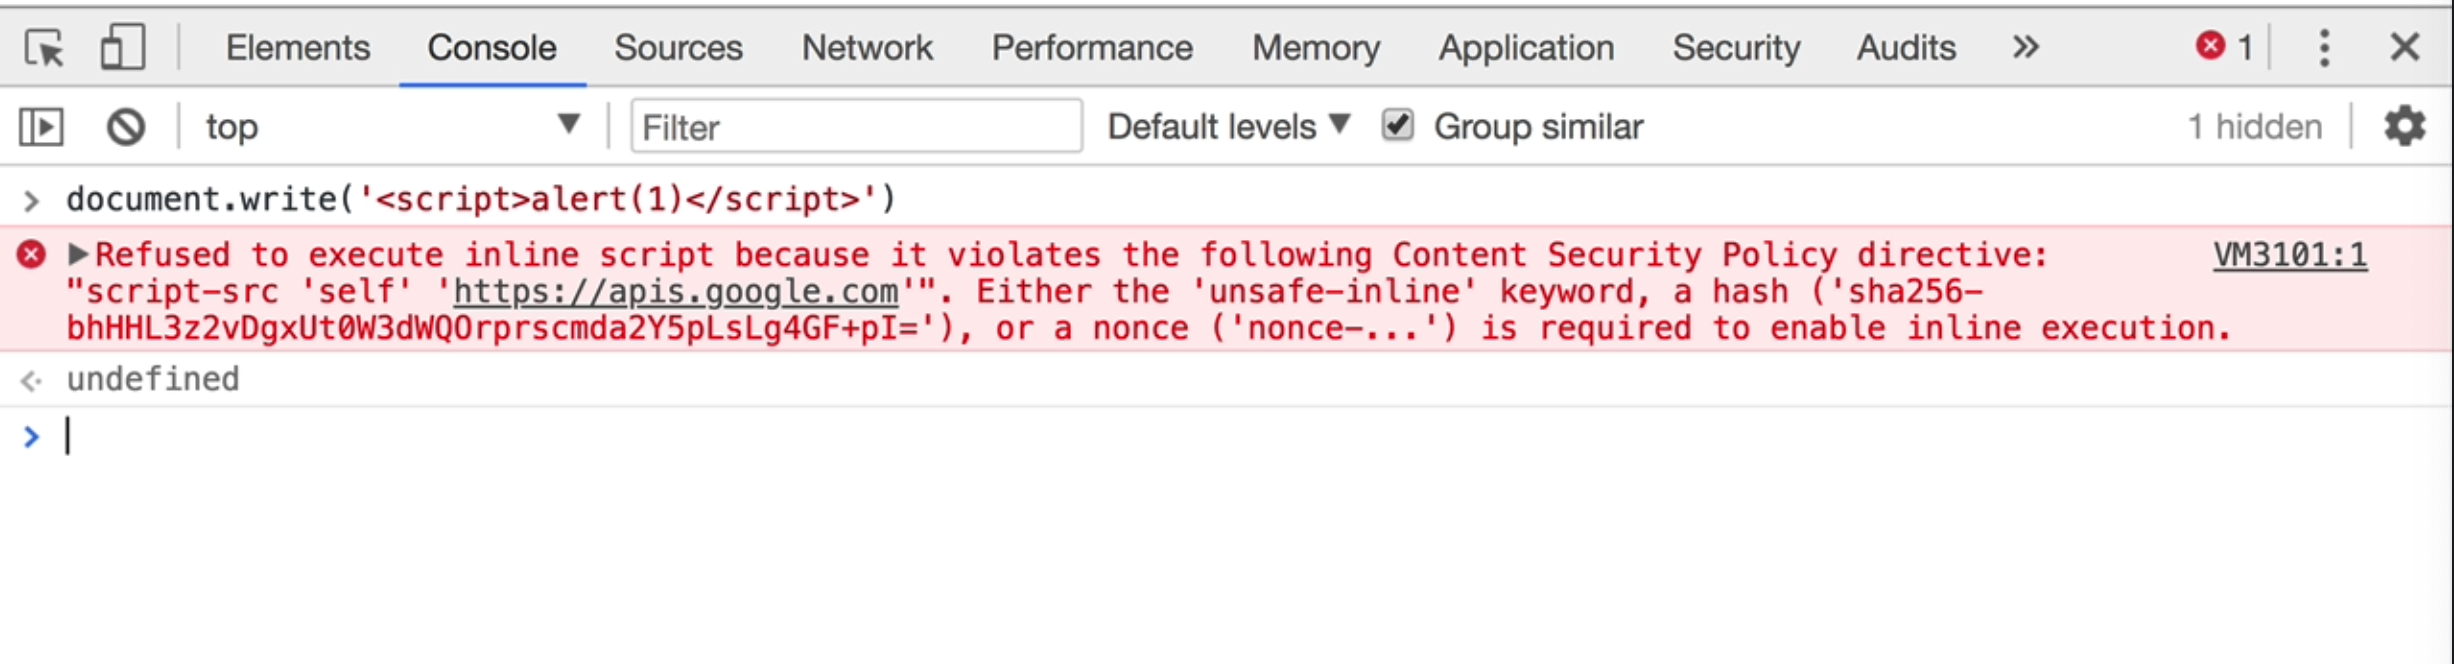 Elements Console Sources Network Performance Memory Application Security Audits » 1
top Filter Default levels Group similar 1 hidden
document.write('<script>alert(1)</script>')
Refused to execute inline script because it violates the following Content Security Policy directive: VM3101:1
"script-src 'self' 'https://apis.google.com'". Either the 'unsafe-inline' keyword, a hash ('sha256-
bhHHL3z2vDgxUt0W3dWQOrprscmda2Y5pLsLg4GF+pI='), or a nonce ('nonce-...') is required to enable inline execution.
undefined